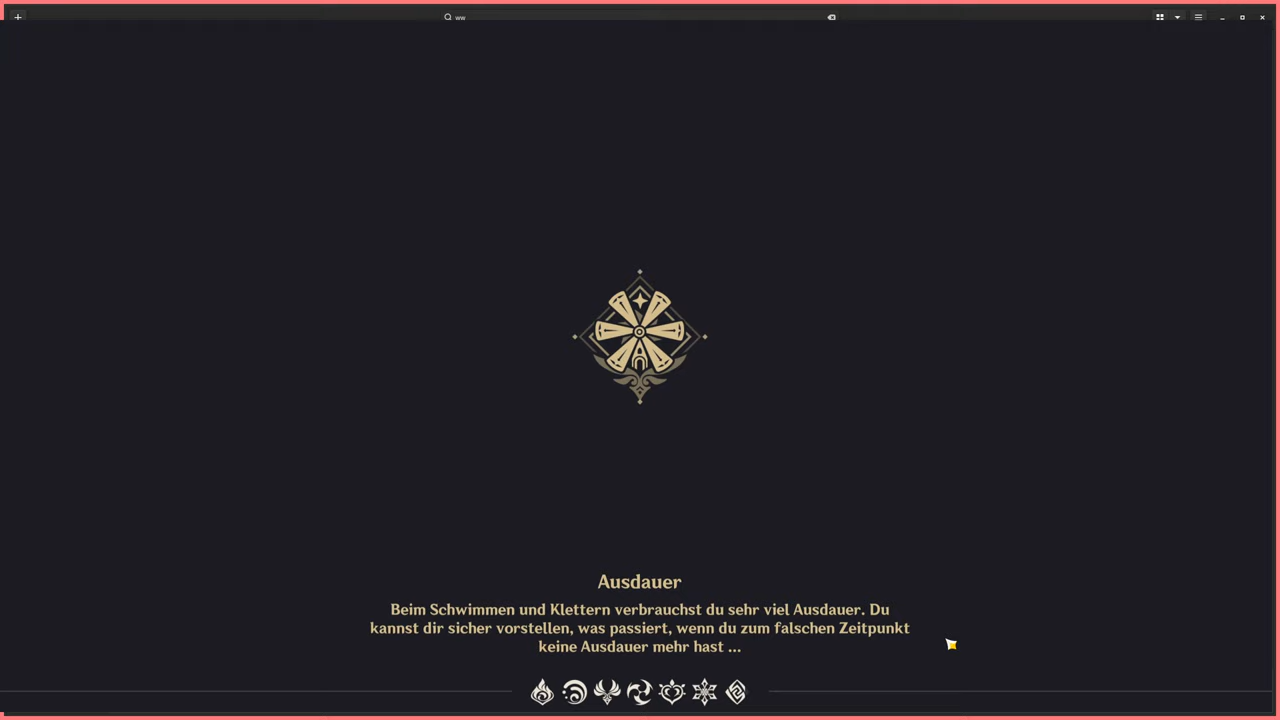 ww
Ausdauer
Beim Schwimmen und Klettern verbrauchst du sehr viel Ausdauer. Du
kannst dir sicher vorstellen, was passiert, wenn du zum falschen Zeitpunkt
keine Ausdauer mehr hast ...